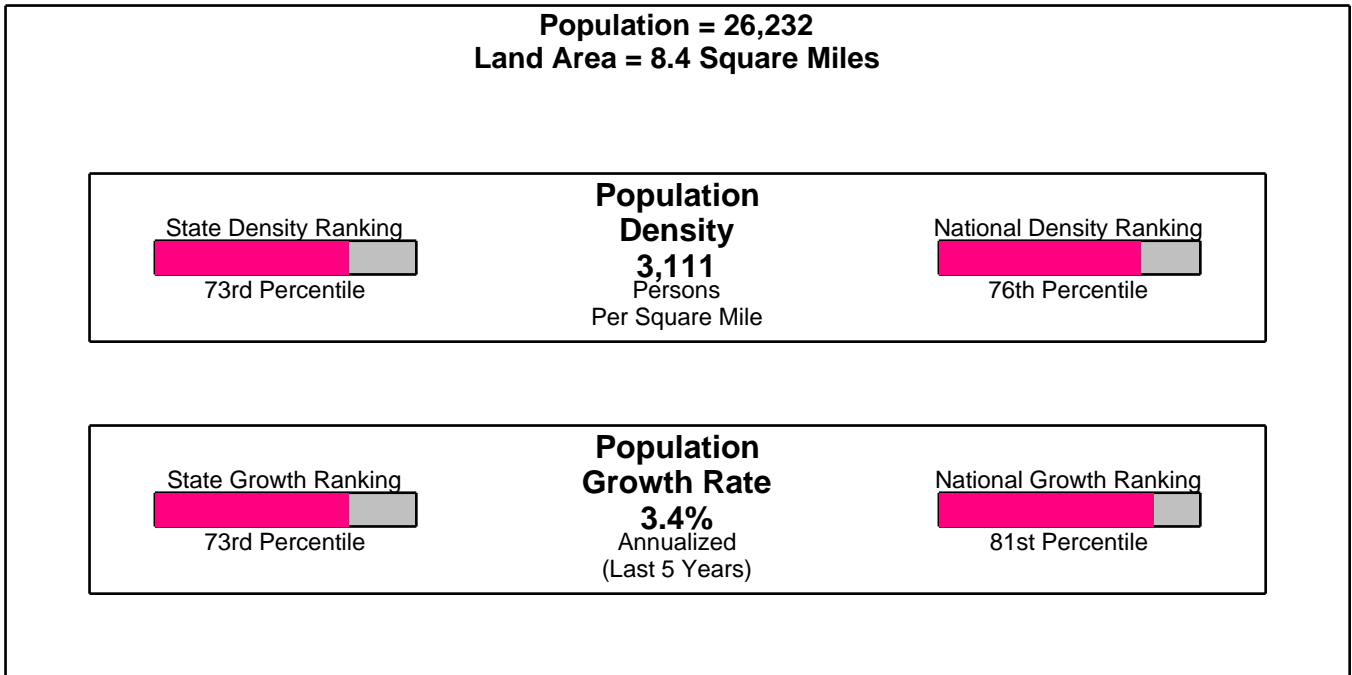 Population = 26,232
Land Area = 8.4 Square Miles
Population
Density
3,111
Persons
Per Square Mile
State Density Ranking
73rd Percentile
National Density Ranking
76th Percentile
Population
Growth Rate
3.4%
Annualized
(Last 5 Years)
State Growth Ranking
73rd Percentile
National Growth Ranking
81st Percentile